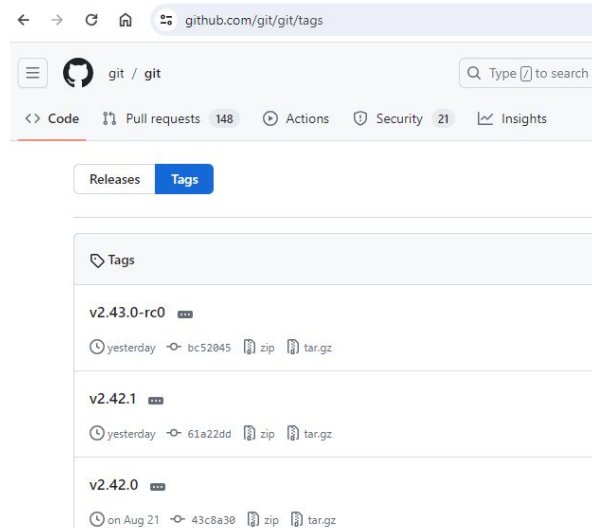 github.com/git/git/tags
git / git
Type / to search
Code Pull requests 148 Actions Security 21 Insights
Releases Tags
Tags
v2.43.0-rc0
yesterday bc52045 zip tar.gz
v2.42.1
yesterday 61a22dd zip tar.gz
v2.42.0
on Aug 21 43c8a30 zip tar.gz